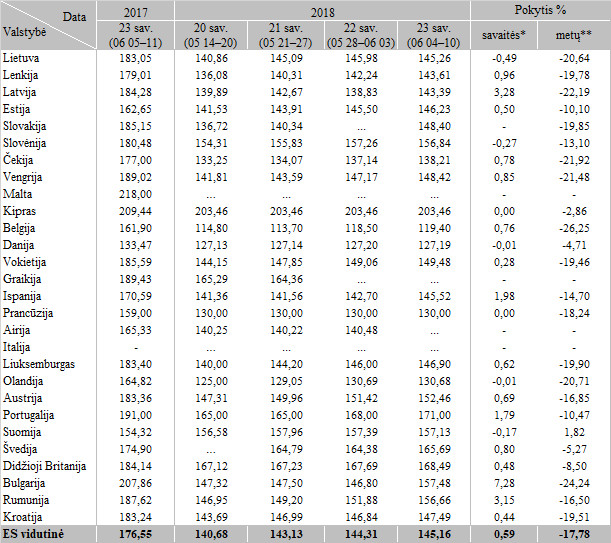 Data 2017 2018 Pokytis %
Valstybė 23 sav. (06 05–11) 20 sav. (05 14–20) 21 sav. (05 21–27) 22 sav. (05 28–06 03) 23 sav. (06 04–10) savaitės* metų**
Lietuva 183,05 140,86 145,09 145,98 145,26 -0,49 -20,64
Lenkija 179,01 136,08 140,31 142,24 143,61 0,96 -19,78
Latvija 184,28 139,89 142,67 138,83 143,39 3,28 -22,19
Estija 162,65 141,53 143,91 145,50 146,23 0,50 -10,10
Slovakija 185,15 136,72 140,34 ... 148,40 - -19,85
Slovėnija 180,48 154,31 155,83 157,26 156,84 -0,27 -13,10
Čekija 177,00 133,25 134,07 137,14 138,21 0,78 -21,92
Vengrija 189,02 141,81 143,59 147,17 148,42 0,85 -21,48
Malta 218,00 ... ... ... ... - -
Kipras 209,44 203,46 203,46 203,46 203,46 0,00 -2,86
Belgija 161,90 114,80 113,70 118,50 119,40 0,76 -26,25
Danija 133,47 127,13 127,14 127,20 127,19 -0,01 -4,71
Vokietija 185,59 144,15 147,85 149,06 149,48 0,28 -19,46
Graikija 189,43 165,29 164,36 ... ... - -
Ispanija 170,59 141,36 141,56 142,70 145,52 1,98 -14,70
Prancūzija 159,00 130,00 130,00 130,00 130,00 0,00 -18,24
Airija 165,33 140,25 140,22 140,48 ... - -
Italija - ... ... ... ... - -
Liuksemburgas 183,40 140,00 144,20 146,00 146,90 0,62 -19,90
Olandija 164,82 125,00 129,05 130,69 130,68 -0,01 -20,71
Austrija 183,36 147,31 149,96 151,42 152,46 0,69 -16,85
Portugalija 191,00 165,00 165,00 168,00 171,00 1,79 -10,47
Suomija 154,32 156,58 157,96 157,39 157,13 -0,17 1,82
Švedija 174,90 ... 164,79 164,38 165,69 0,80 -5,27
Didžioji Britanija 184,14 167,12 167,23 167,69 168,49 0,48 -8,50
Bulgarija 207,86 147,32 147,50 146,80 157,48 7,28 -24,24
Rumunija 187,62 146,95 149,20 151,88 156,66 3,15 -16,50
Kroatija 183,24 143,69 146,99 146,84 147,49 0,44 -19,51
ES vidutinė 176,55 140,68 143,13 144,31 145,16 0,59 -17,78